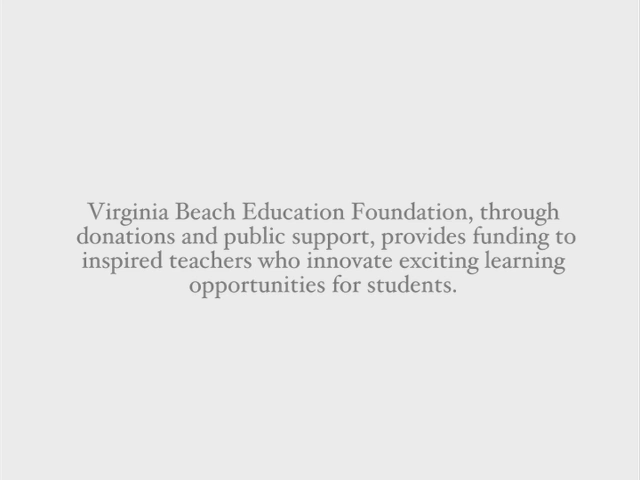 Virginia Beach Education Foundation, through
donations and public support, provides funding to
inspired teachers who innovate exciting learning
opportunities for students.